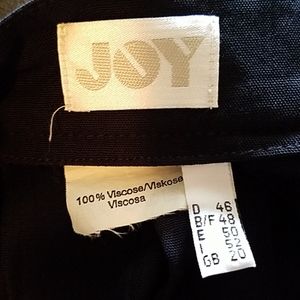 JOY
100% Viscose/Viskose
Viscosa
D 46
B/F 48
E 50
I 52
GB 20